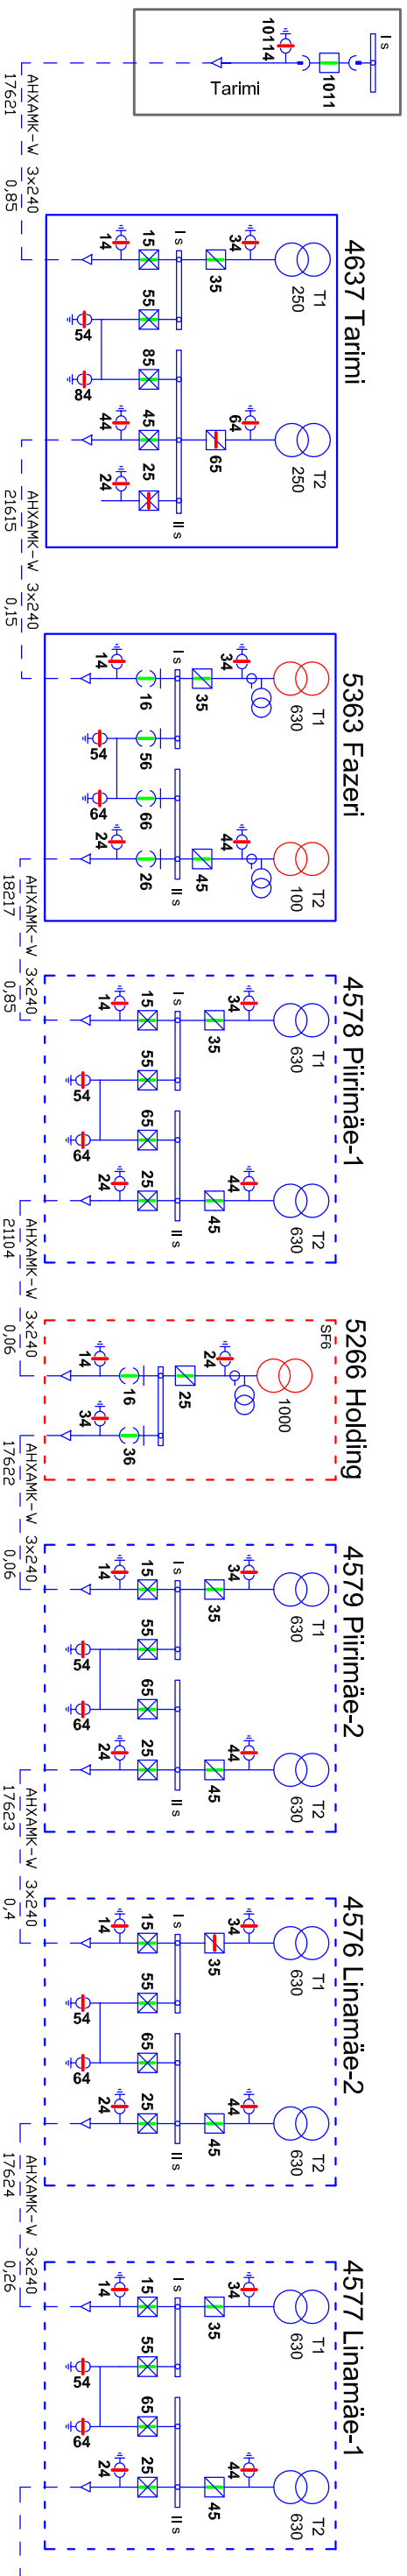 I s
1011
10114
Tarimi
AHXAMK-W 3x240
17621 0,85
4637 Tarimi
T1
250
T2
250
34
35
64
65
I s
II s
15
55
85
45
25
14
54
84
44
24
AHXAMK-W 3x240
21615 0,15
5363 Fazeri
T1
630
T2
100
34
35
44
45
I s
II s
16
56
66
26
14
54
64
24
AHXAMK-W 3x240
18217 0,85
4578 Piirimäe-1
T1
630
T2
630
34
35
44
45
I s
II s
15
55
65
25
14
54
64
24
AHXAMK-W 3x240
21104 0,06
5266 Holding
SF6
1000
24
25
16
36
14
34
AHXAMK-W 3x240
17622 0,06
4579 Piirimäe-2
T1
630
T2
630
34
35
44
45
I s
II s
15
55
65
25
14
54
64
24
AHXAMK-W 3x240
17623 0,4
4576 Linamäe-2
T1
630
T2
630
34
35
44
45
I s
II s
15
55
65
25
14
54
64
24
AHXAMK-W 3x240
17624 0,26
4577 Linamäe-1
T1
630
T2
630
34
35
44
45
I s
II s
15
55
65
25
14
54
64
24